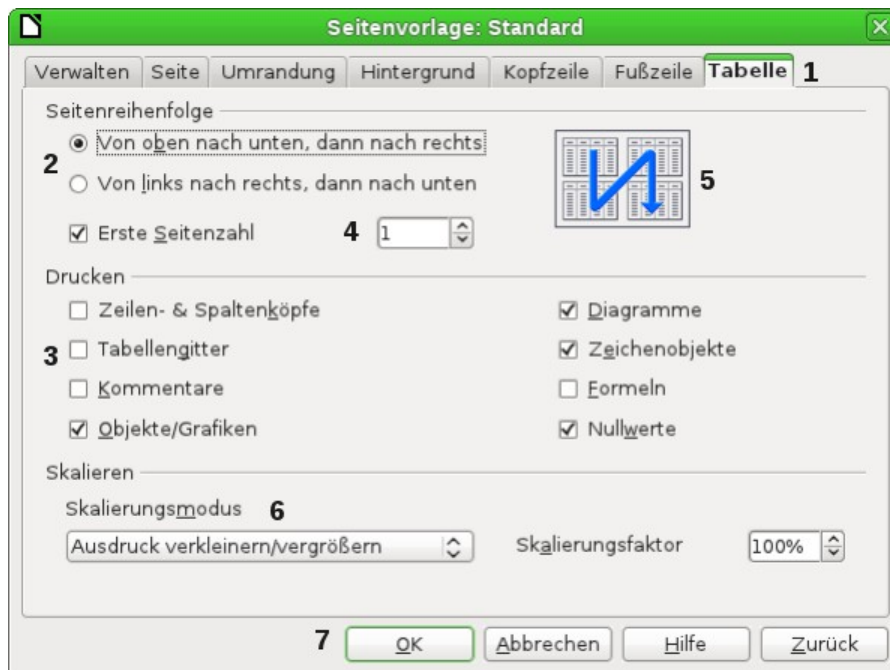 Seitenvorlage: Standard
Verwalten Seite Umrandung Hintergrund Kopfzeile Fußzeile Tabelle 1
Seitenreihenfolge
Von oben nach unten, dann nach rechts
2
5
Von links nach rechts, dann nach unten
Erste Seitenzahl 4 1
Drucken
Zeilen- & Spaltenköpfe Diagramme
3 Tabellengitter Zeichenobjekte
Kommentare Formeln
Objekte/Grafiken Nullwerte
Skalieren
Skalierungsmodus 6
Ausdruck verkleinern/vergrößern Skalierungsfaktor 100%
7 OK Abbrechen Hilfe Zurück